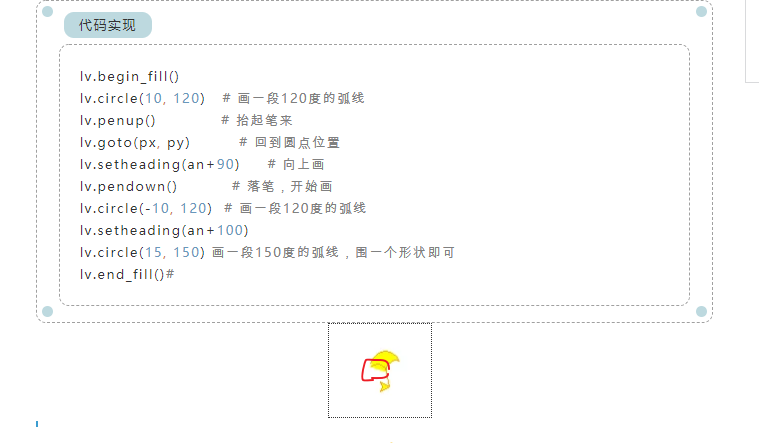 代码实现
lv.begin_fill()
lv.circle(10, 120) # 画一段120度的弧线
lv.penup() # 抬起笔来
lv.goto(px, py) # 回到圆点位置
lv.setheading(an+90) # 向上画
lv.pendown() # 落笔，开始画
lv.circle(-10, 120) # 画一段120度的弧线
lv.setheading(an+100)
lv.circle(15, 150) 画一段150度的弧线，围一个形状即可
lv.end_fill()#